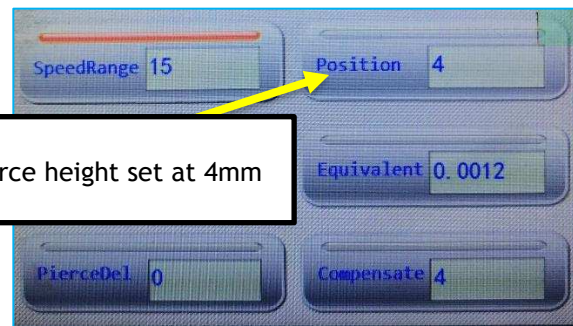 SpeedRange 15
Position 4
rce height set at 4mm
Equivalent 0.0012
PierceDel 0
Compensate 4